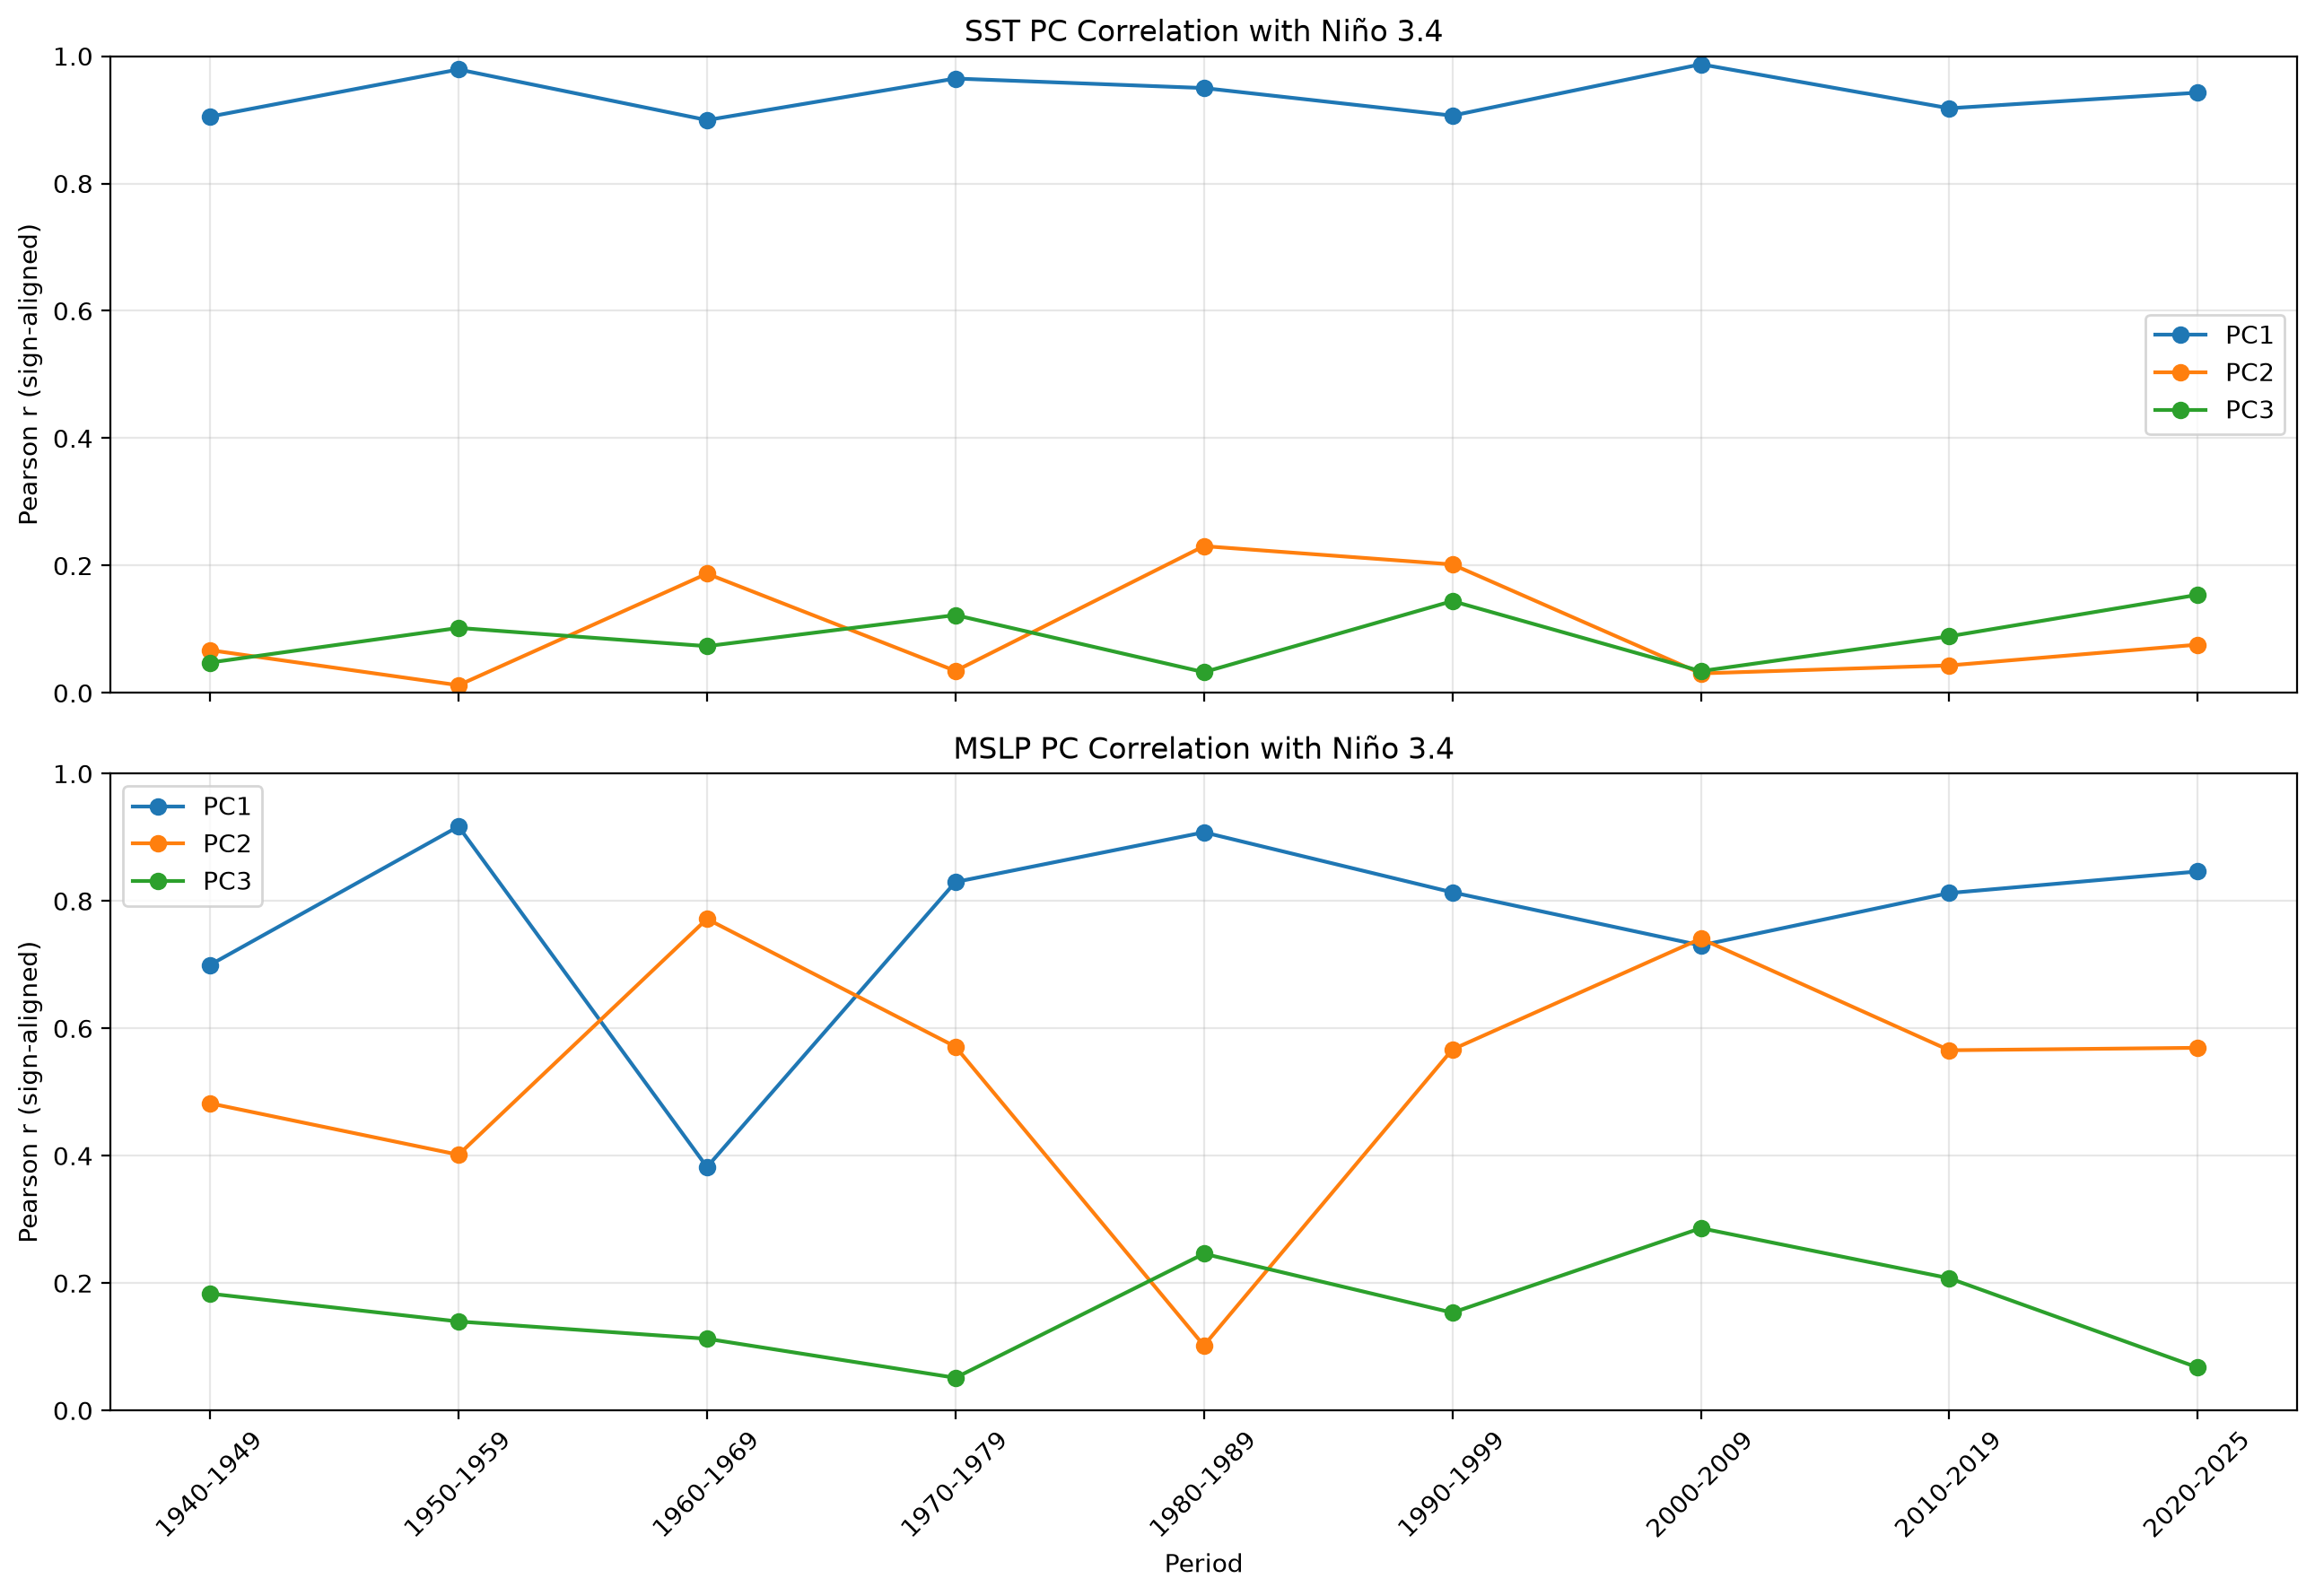 SST PC Correlation with Niño 3.4
Pearson r (sign-aligned)
1.0
0.8
0.6
0.4
0.2
0.0
PC1
PC2
PC3
MSLP PC Correlation with Niño 3.4
Pearson r (sign-aligned)
1.0
0.8
0.6
0.4
0.2
0.0
PC1
PC2
PC3
1940-1949
1950-1959
1960-1969
1970-1979
1980-1989
1990-1999
2000-2009
2010-2019
2020-2025
Period